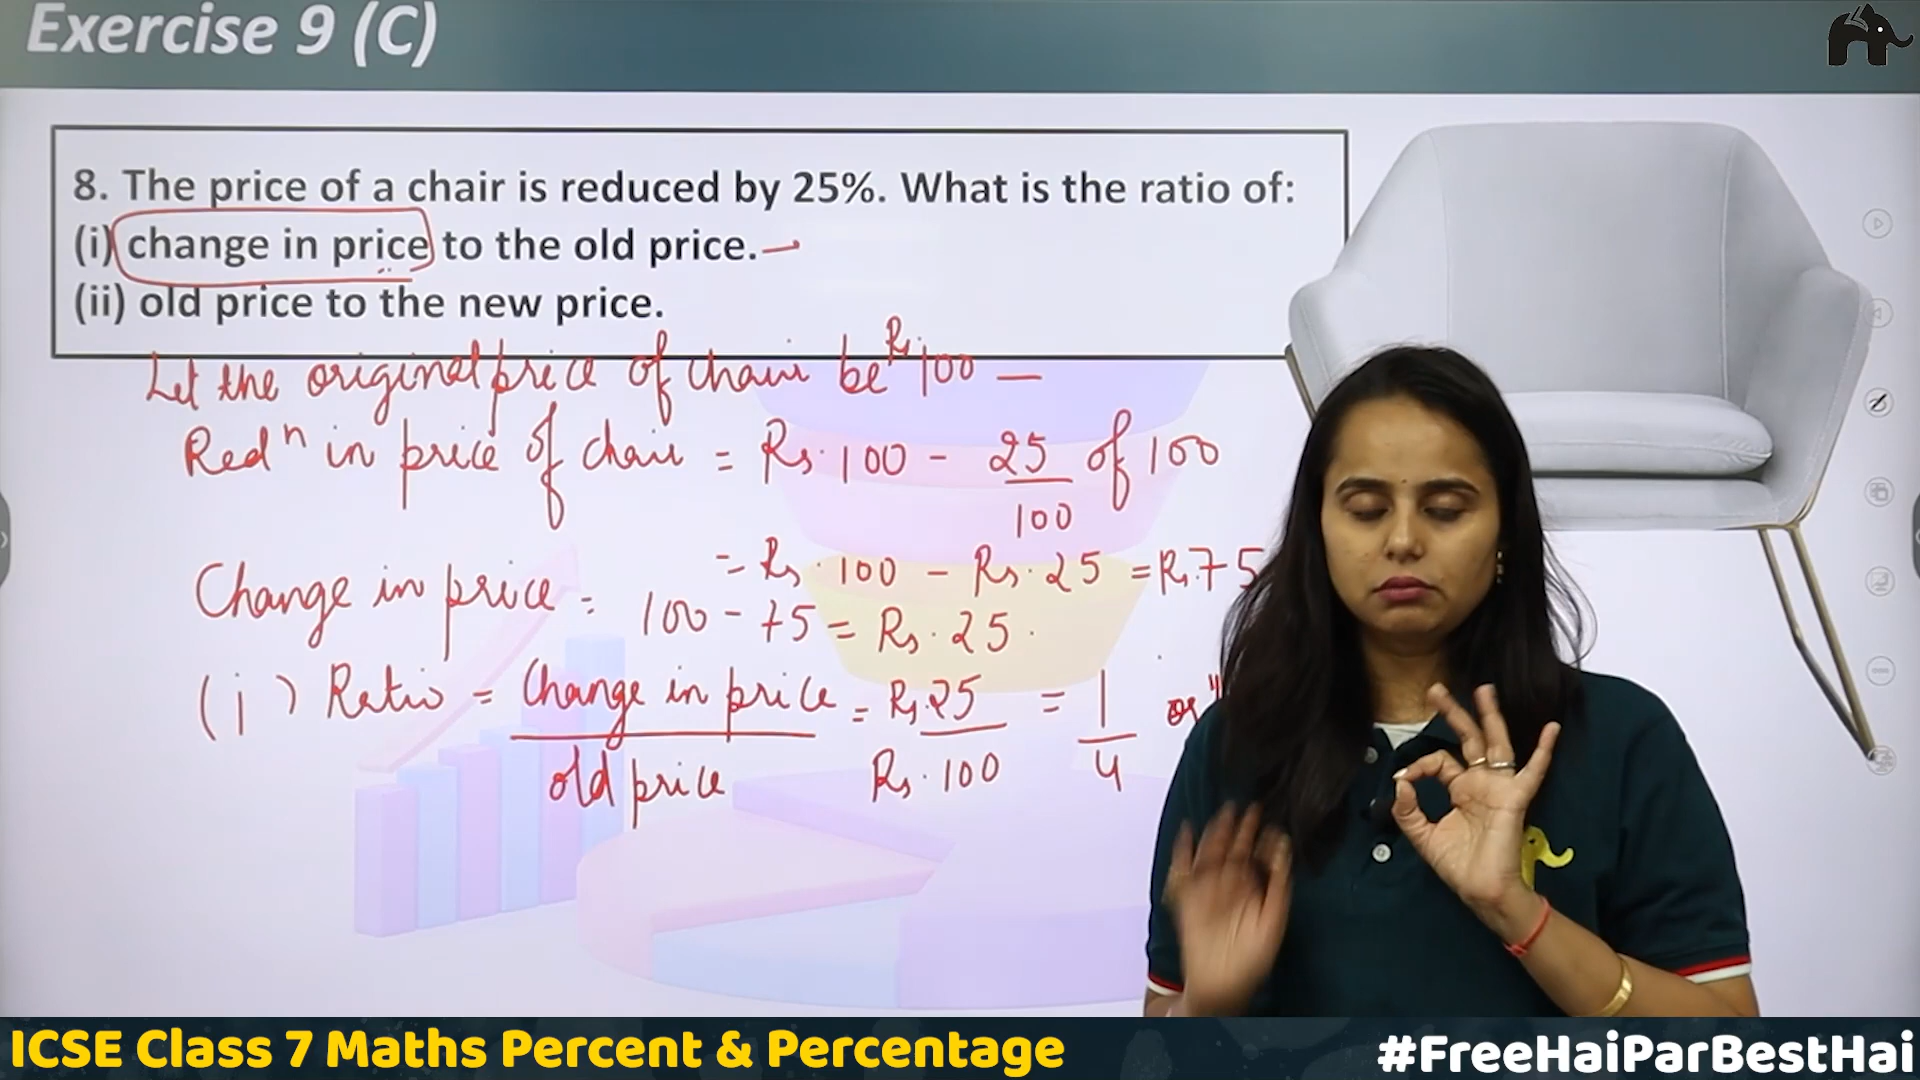 Exercise 9 (C)
8. The price of a chair is reduced by 25%. What is the ratio of:
(i) change in price to the old price.
(ii) old price to the new price.
Let the original price of chair be Rs. 100 —
Redⁿ in price of chair = Rs. 100 - 25/100 of 100
= Rs. 100 - Rs. 25 = Rs. 75
Change in price = 100 - 75 = Rs. 25.
(i) Ratio = Change in price / old price = Rs. 25 / Rs. 100 = 1/4 or
ICSE Class 7 Maths Percent & Percentage
#FreeHaiParBestHai